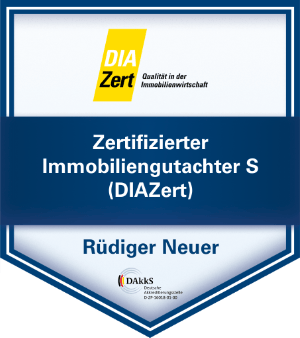 DIA
Zert
Qualität in der
Immobilienwirtschaft
Zertifizierter
Immobiliengutachter S
(DIAZert)
Rüdiger Neuer
DAkkS
Deutsche
Akkreditierungsstelle